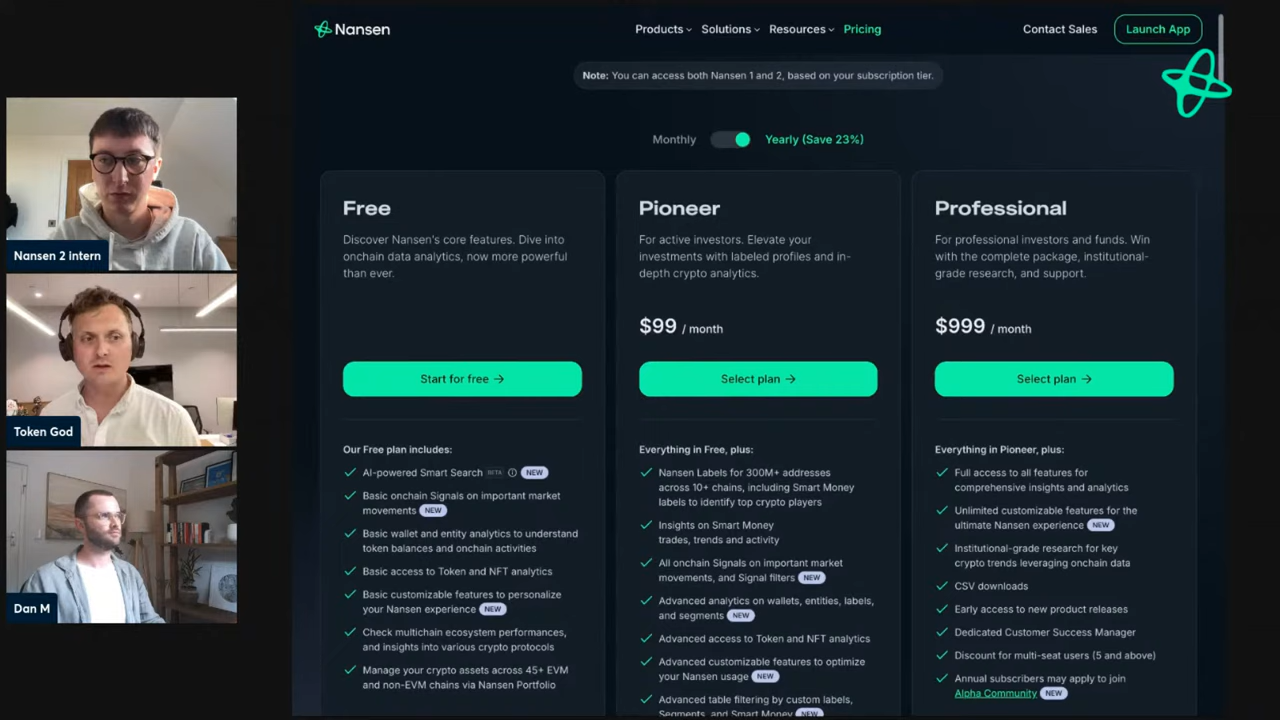 Nansen
Products
Solutions
Resources
Pricing
Contact Sales
Launch App
Note: You can access both Nansen 1 and 2, based on your subscription tier.
Monthly
Yearly (Save 23%)
Nansen 2 intern
Token God
Dan M
Free
Discover Nansen's core features. Dive into
onchain data analytics, now more powerful
than ever.
Start for free →
Our Free plan includes:
AI-powered Smart Search BETA NEW
Basic onchain Signals on important market
movements NEW
Basic wallet and entity analytics to understand
token balances and onchain activities
Basic access to Token and NFT analytics
Basic customizable features to personalize
your Nansen experience NEW
Check multichain ecosystem performances,
and insights into various crypto protocols
Manage your crypto assets across 45+ EVM
and non-EVM chains via Nansen Portfolio
Pioneer
For active investors. Elevate your
investments with labeled profiles and in-
depth crypto analytics.
$99 / month
Select plan →
Everything in Free, plus:
Nansen Labels for 300M+ addresses
across 10+ chains, including Smart Money
labels to identify top crypto players
Insights on Smart Money
trades, trends and activity
All onchain Signals on important market
movements, and Signal filters NEW
Advanced analytics on wallets, entities, labels,
and segments NEW
Advanced access to Token and NFT analytics
Advanced customizable features to optimize
your Nansen usage NEW
Advanced table filtering by custom labels,
Segments, and Smart Money NEW
Professional
For professional investors and funds. Win
with the complete package, institutional-
grade research, and support.
$999 / month
Select plan →
Everything in Pioneer, plus:
Full access to all features for
comprehensive insights and analytics
Unlimited customizable features for the
ultimate Nansen experience NEW
Institutional-grade research for key
crypto trends leveraging onchain data
CSV downloads
Early access to new product releases
Dedicated Customer Success Manager
Discount for multi-seat users (5 and above)
Annual subscribers may apply to join
Alpha Community NEW